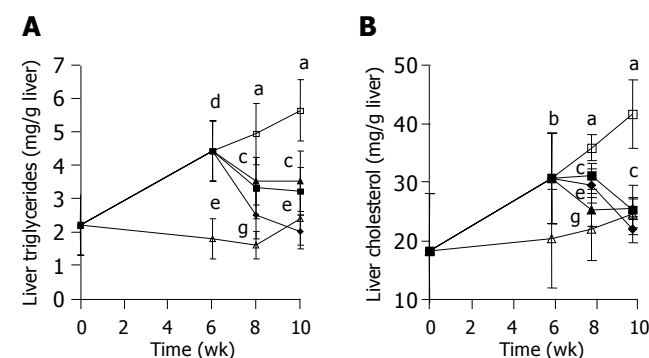 A
Liver triglycerides (mg/g liver)
7
6
5
4
3
2
1
0
d
a
a
c
c
e
e
g
0 2 4 6 8 10
Time (wk)
B
Liver cholesterol (mg/g liver)
50
40
30
20
10
b
a
a
c
c
e
g
0 2 4 6 8 10
Time (wk)